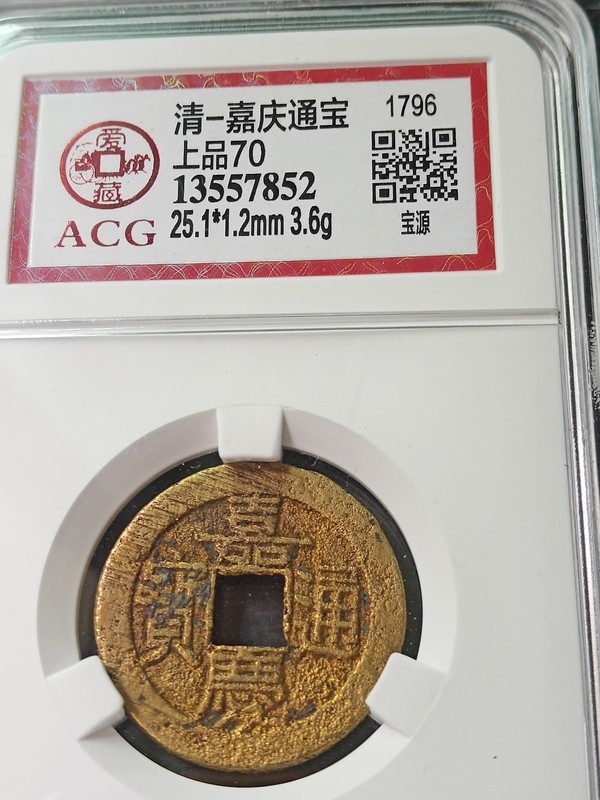 爱藏
ACG
清-嘉庆通宝
上品70
13557852
25.1*1.2mm 3.6g
1796
宝源
嘉慶通寶